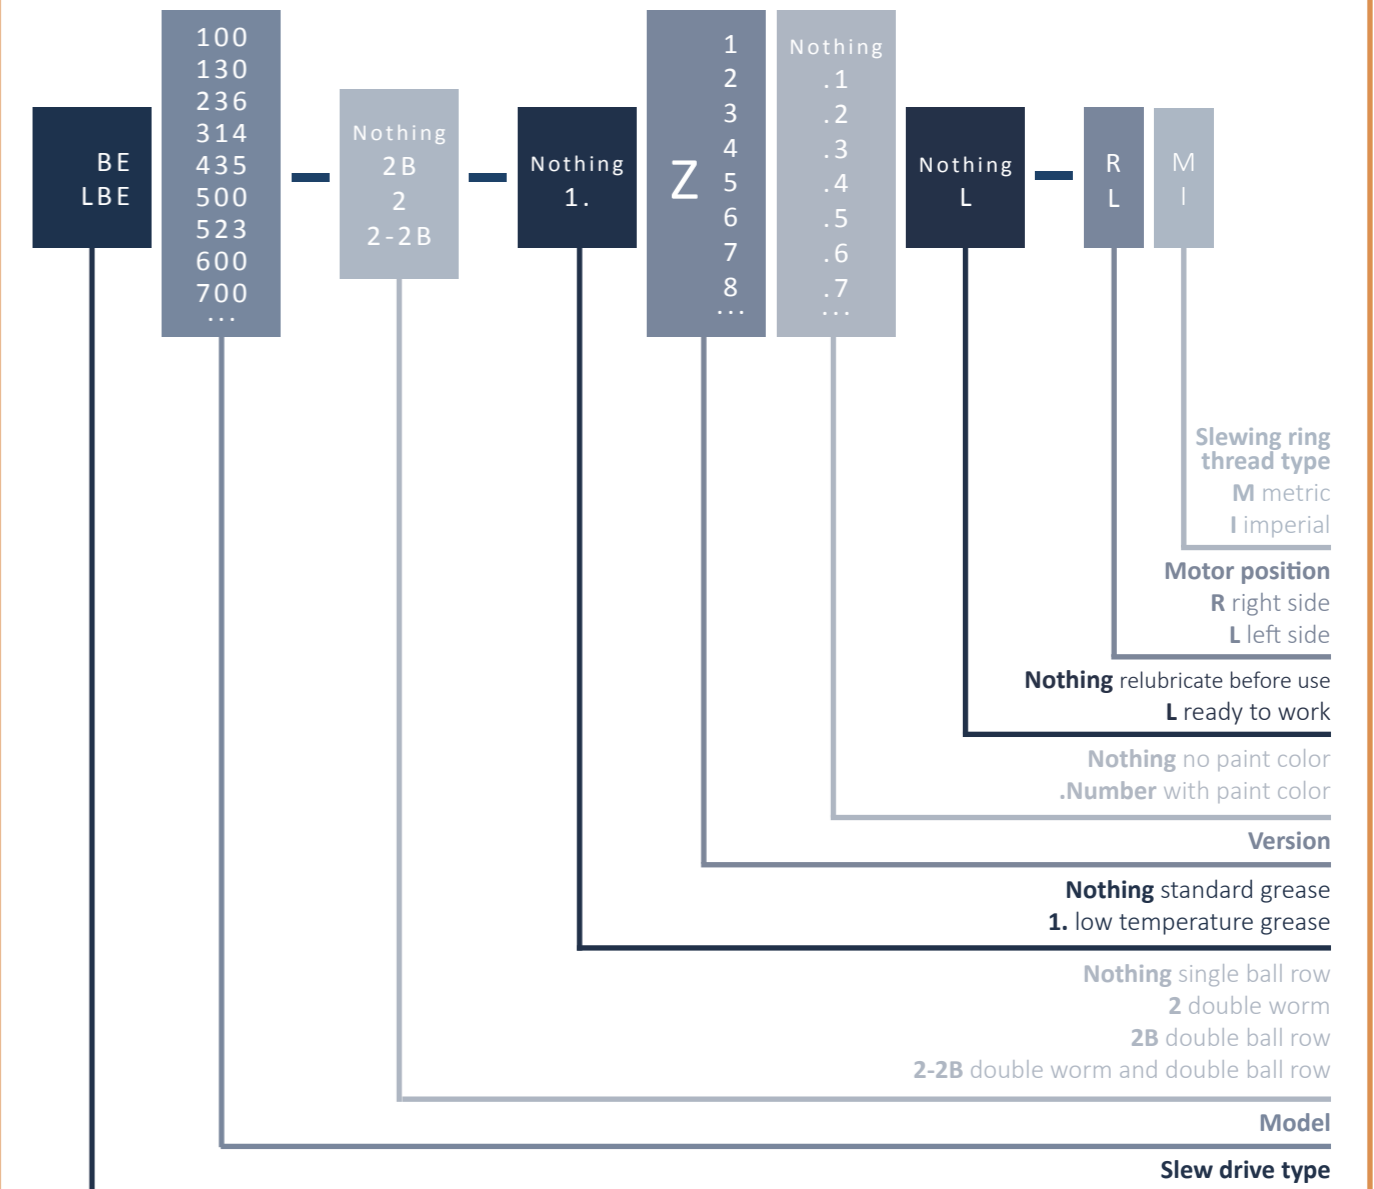 BE
LBE
100
130
236
314
435
500
523
600
700
...
Nothing
2B
2
2-2B
Nothing
1.
Z
1
2
3
4
5
6
7
8
...
Nothing
.1
.2
.3
.4
.5
.6
.7
...
Nothing
L
R
L
M
I
Slewing ring
thread type
M metric
I imperial
Motor position
R right side
L left side
Nothing relubricate before use
L ready to work
Nothing no paint color
.Number with paint color
Version
Nothing standard grease
1. low temperature grease
Nothing single ball row
2 double worm
2B double ball row
2-2B double worm and double ball row
Model
Slew drive type